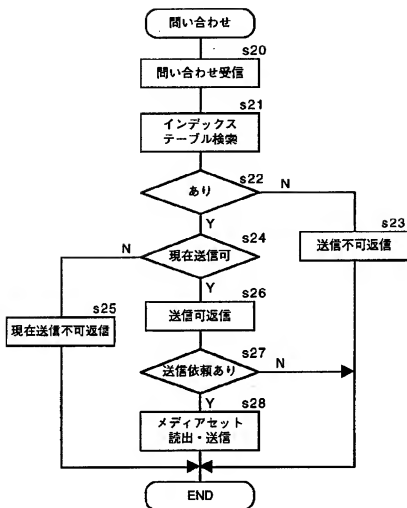 問い合わせ
s20
問い合わせ受信
s21
インデックス
テーブル検索
s22
あり
N
Y
s23
送信不可返信
s24
現在送信可
N
Y
s25
現在送信不可返信
s26
送信可返信
s27
送信依頼あり
N
Y
s28
メディアセット
読出・送信
END